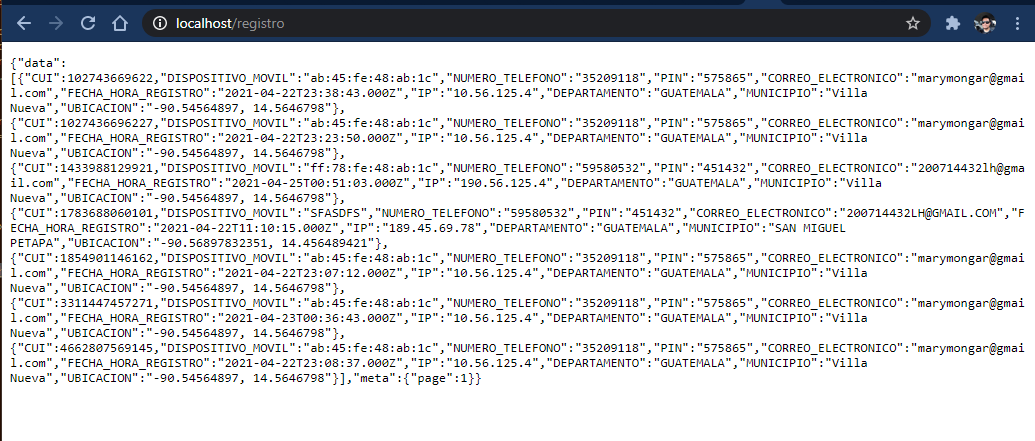 localhost/registro
{"data":
[{"CUI":102743669622,"DISPOSITIVO_MOVIL":"ab:45:fe:48:ab:1c","NUMERO_TELEFONO":"35209118","PIN":"575865","CORREO_ELECTRONICO":"marymongar@gmai
l.com","FECHA_HORA_REGISTRO":"2021-04-22T23:38:43.000Z","IP":"10.56.125.4","DEPARTAMENTO":"GUATEMALA","MUNICIPIO":"Villa
Nueva","UBICACION":"-90.54564897, 14.5646798"},
{"CUI":1027436696227,"DISPOSITIVO_MOVIL":"ab:45:fe:48:ab:1c","NUMERO_TELEFONO":"35209118","PIN":"575865","CORREO_ELECTRONICO":"marymongar@gmai
l.com","FECHA_HORA_REGISTRO":"2021-04-22T23:23:50.000Z","IP":"10.56.125.4","DEPARTAMENTO":"GUATEMALA","MUNICIPIO":"Villa
Nueva","UBICACION":"-90.54564897, 14.5646798"},
{"CUI":1433988129921,"DISPOSITIVO_MOVIL":"ff:78:fe:48:ab:1c","NUMERO_TELEFONO":"59580532","PIN":"451432","CORREO_ELECTRONICO":"200714432lh@gma
il.com","FECHA_HORA_REGISTRO":"2021-04-25T00:51:03.000Z","IP":"190.56.125.4","DEPARTAMENTO":"GUATEMALA","MUNICIPIO":"Villa
Nueva","UBICACION":"-90.54564897, 14.5646798"},
{"CUI":1783688060101,"DISPOSITIVO_MOVIL":"SFASDFS","NUMERO_TELEFONO":"59580532","PIN":"451432","CORREO_ELECTRONICO":"200714432LH@GMAIL.COM","F
ECHA_HORA_REGISTRO":"2021-04-22T11:10:15.000Z","IP":"189.45.69.78","DEPARTAMENTO":"GUATEMALA","MUNICIPIO":"SAN MIGUEL
PETAPA","UBICACION":"-90.56897832351, 14.456489421"},
{"CUI":1854901146162,"DISPOSITIVO_MOVIL":"ab:45:fe:48:ab:1c","NUMERO_TELEFONO":"35209118","PIN":"575865","CORREO_ELECTRONICO":"marymongar@gmai
l.com","FECHA_HORA_REGISTRO":"2021-04-22T23:07:12.000Z","IP":"10.56.125.4","DEPARTAMENTO":"GUATEMALA","MUNICIPIO":"Villa
Nueva","UBICACION":"-90.54564897, 14.5646798"},
{"CUI":3311447457271,"DISPOSITIVO_MOVIL":"ab:45:fe:48:ab:1c","NUMERO_TELEFONO":"35209118","PIN":"575865","CORREO_ELECTRONICO":"marymongar@gmai
l.com","FECHA_HORA_REGISTRO":"2021-04-23T00:36:43.000Z","IP":"10.56.125.4","DEPARTAMENTO":"GUATEMALA","MUNICIPIO":"Villa
Nueva","UBICACION":"-90.54564897, 14.5646798"},
{"CUI":4662807569145,"DISPOSITIVO_MOVIL":"ab:45:fe:48:ab:1c","NUMERO_TELEFONO":"35209118","PIN":"575865","CORREO_ELECTRONICO":"marymongar@gmai
l.com","FECHA_HORA_REGISTRO":"2021-04-22T23:08:37.000Z","IP":"10.56.125.4","DEPARTAMENTO":"GUATEMALA","MUNICIPIO":"Villa
Nueva","UBICACION":"-90.54564897, 14.5646798"}],"meta":{"page":1}}